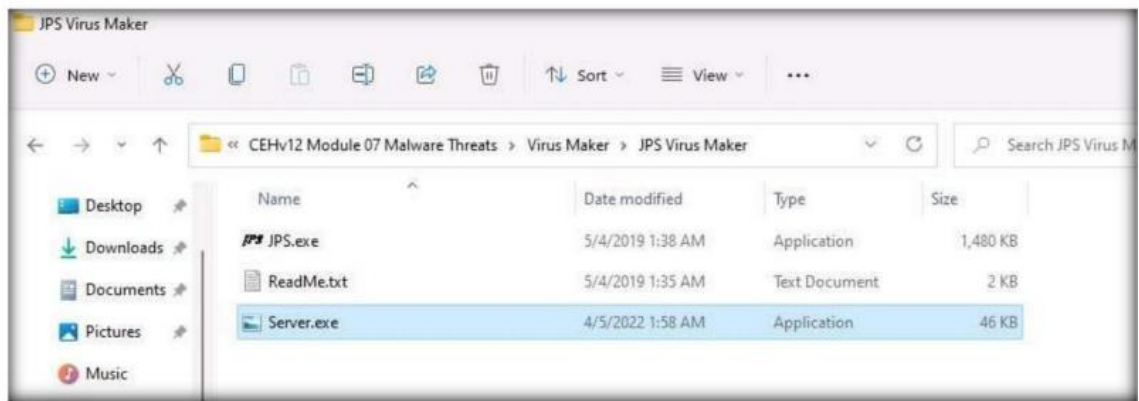 JPS Virus Maker
New Sort View ...
« CEHv12 Module 07 Malware Threats > Virus Maker > JPS Virus Maker Search JPS Virus M
Desktop Name Date modified Type Size
JPS JPS.exe 5/4/2019 1:38 AM Application 1,480 KB
Downloads
ReadMe.txt 5/4/2019 1:35 AM Text Document 2 KB
Documents
Server.exe 4/5/2022 1:58 AM Application 46 KB
Pictures
Music